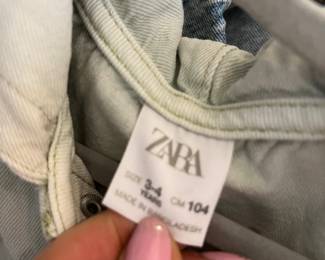 ZARA
SIZE 3-4 YEARS CM 104
MADE IN BANGLADESH